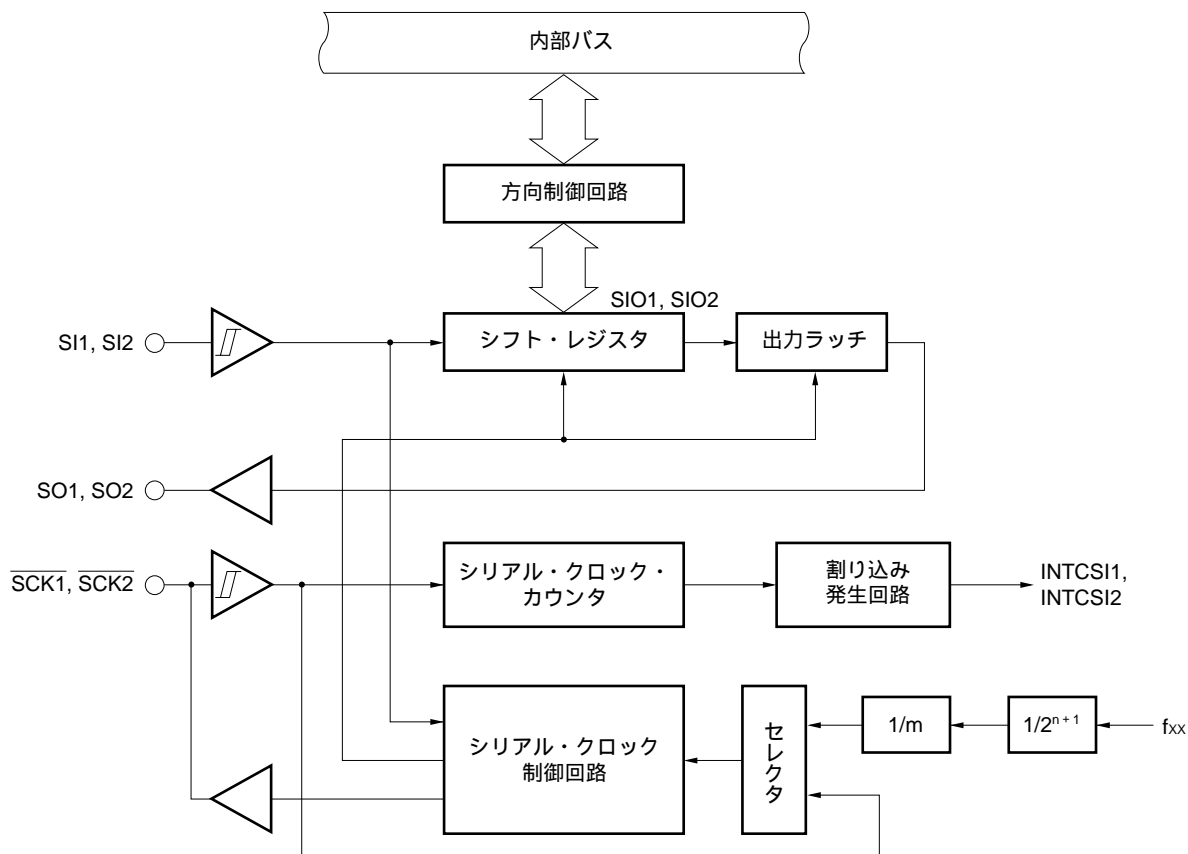 内部バス
方向制御回路
SIO1, SIO2
SI1, SI2
シフト・レジスタ
出力ラッチ
SO1, SO2
SCK1, SCK2
シリアル・クロック・
カウンタ
割り込み
発生回路
INTCSI1,
INTCSI2
シリアル・クロック
制御回路
セレクタ
1/m
1/2ⁿ⁺¹
fxx